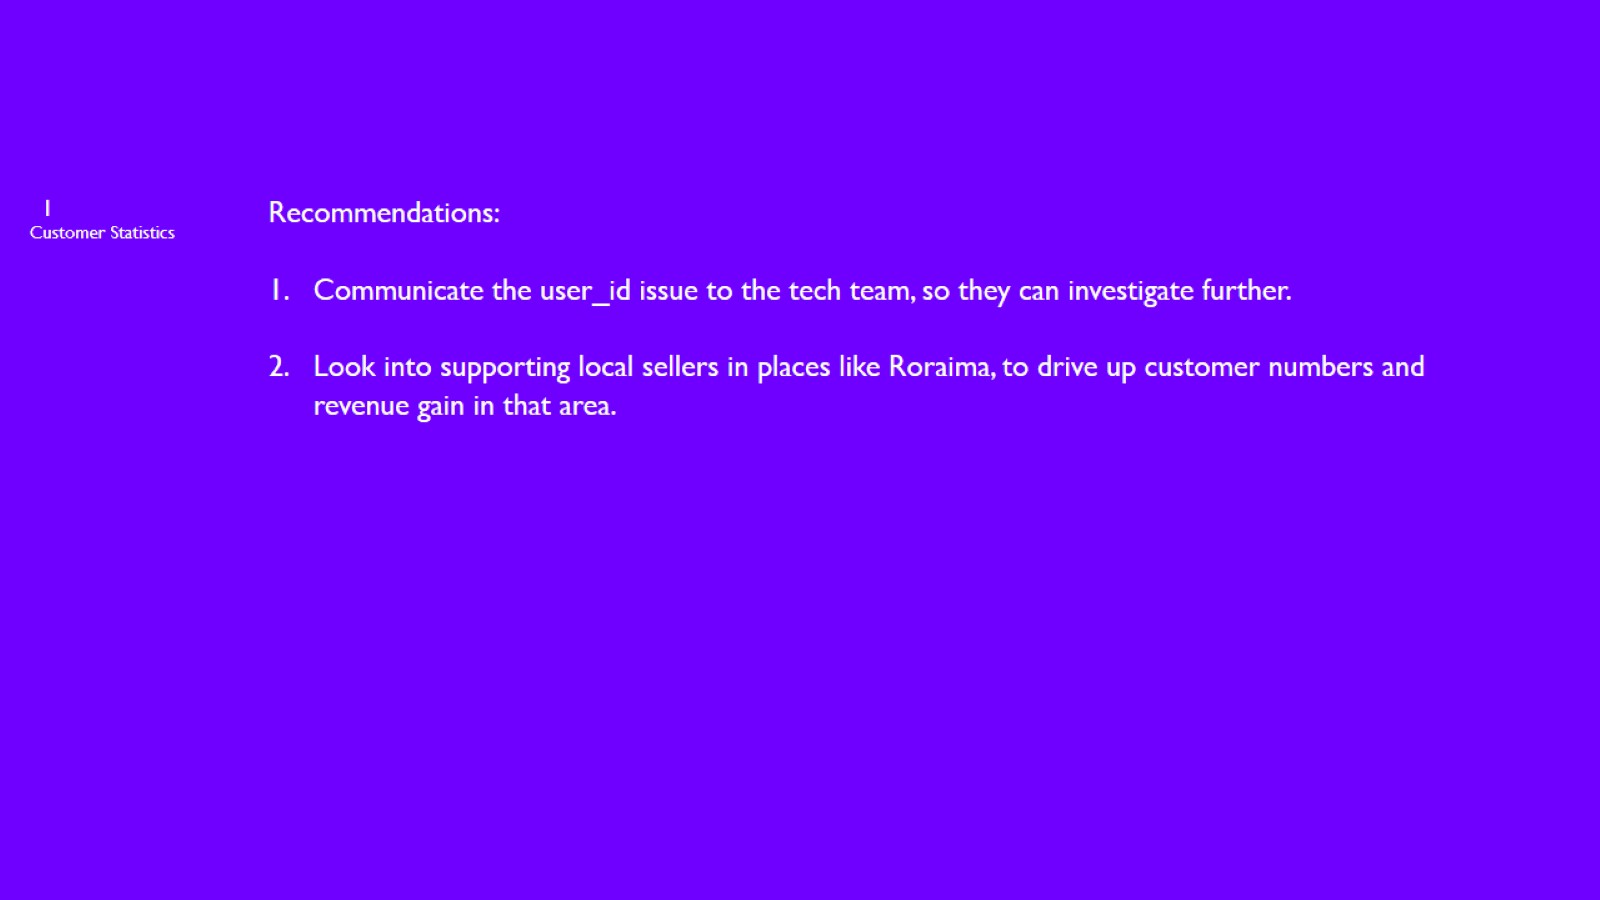 1
Customer Statistics
Recommendations:
1. Communicate the user_id issue to the tech team, so they can investigate further.
2. Look into supporting local sellers in places like Roraima, to drive up customer numbers and
revenue gain in that area.